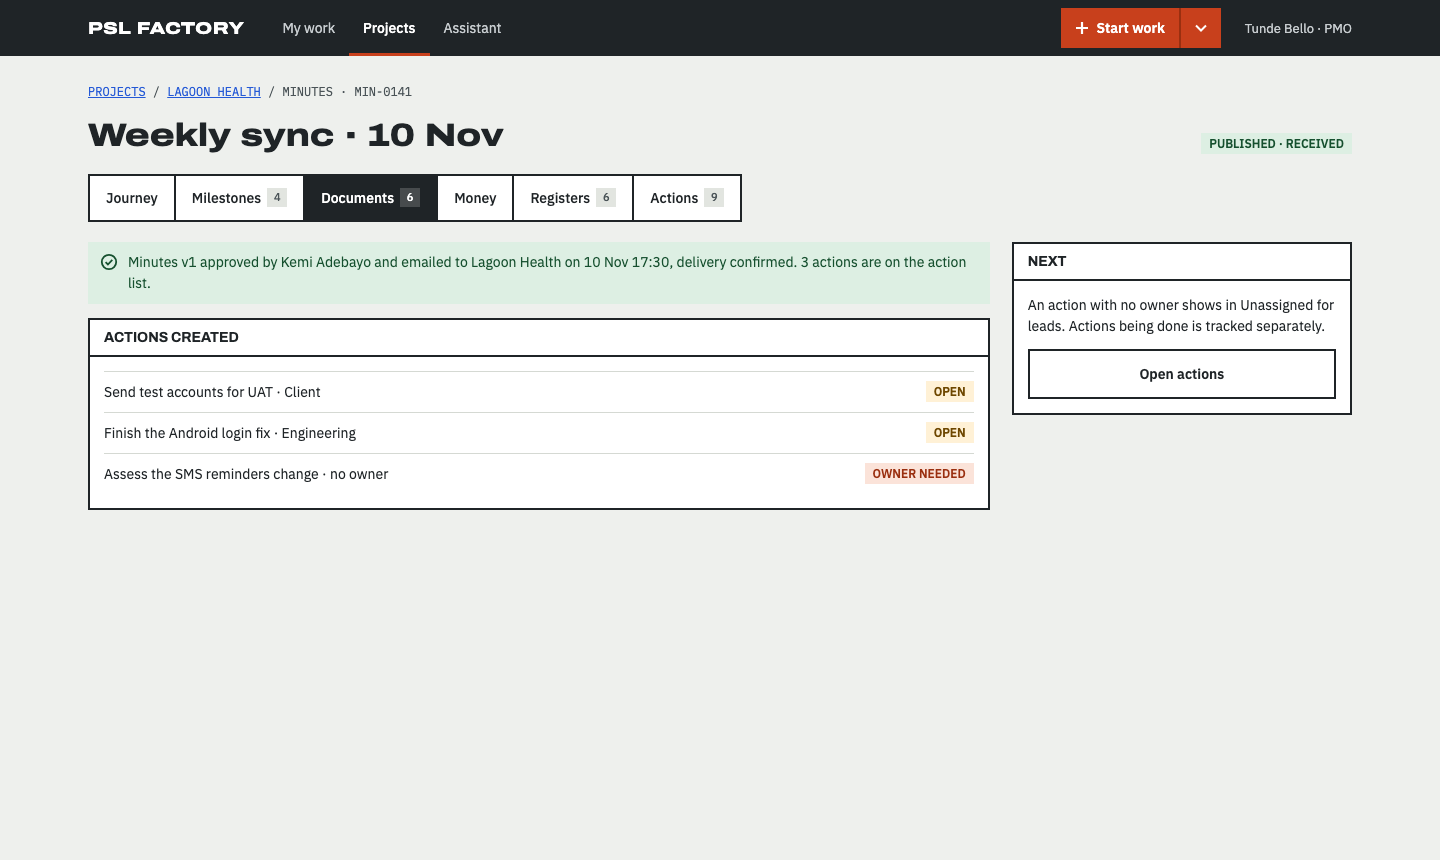 PSL FACTORY
My work
Projects
Assistant
Start work
Tunde Bello · PMO
PROJECTS / LAGOON HEALTH / MINUTES · MIN-0141
Weekly sync · 10 Nov
PUBLISHED · RECEIVED
Journey
Milestones 4
Documents 6
Money
Registers 6
Actions 9
Minutes v1 approved by Kemi Adebayo and emailed to Lagoon Health on 10 Nov 17:30, delivery confirmed. 3 actions are on the action
list.
ACTIONS CREATED
Send test accounts for UAT · Client
OPEN
Finish the Android login fix · Engineering
OPEN
Assess the SMS reminders change · no owner
OWNER NEEDED
NEXT
An action with no owner shows in Unassigned for
leads. Actions being done is tracked separately.
Open actions